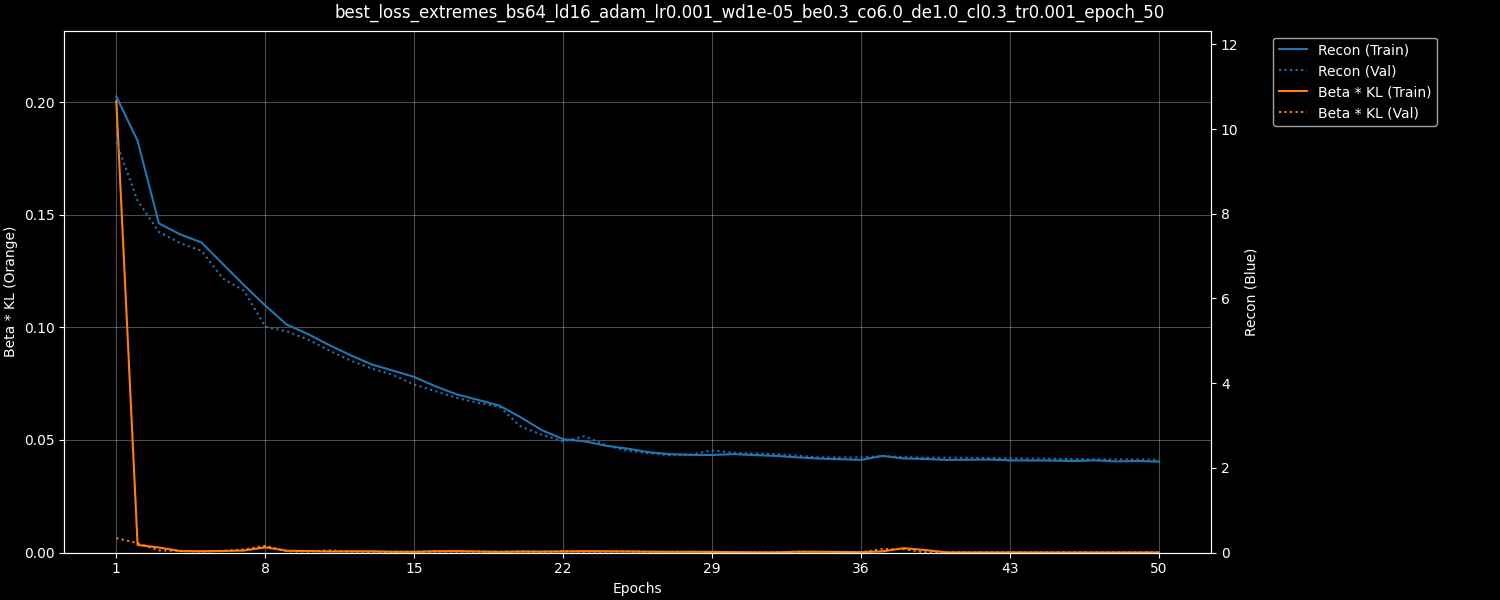 best_loss_extremes_bs64_ld16_adam_lr0.001_wd1e-05_be0.3_co6.0_de1.0_cl0.3_tr0.001_epoch_50
Beta * KL (Orange)
0.20
0.15
0.10
0.05
0.00
1 8 15 22 29 36 43 50
Epochs
12
10
8
6
4
2
0
Recon (Blue)
Recon (Train)
Recon (Val)
Beta * KL (Train)
Beta * KL (Val)